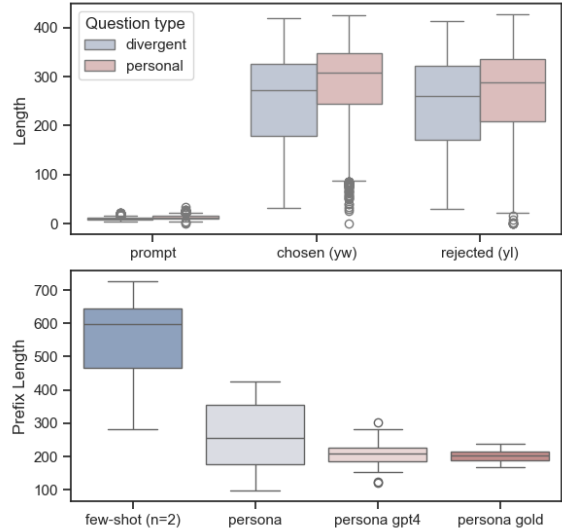 Question type
divergent
personal
Length
400
300
200
100
0
prompt
chosen (yw)
rejected (yl)
Prefix Length
700
600
500
400
300
200
100
few-shot (n=2)
persona
persona gpt4
persona gold